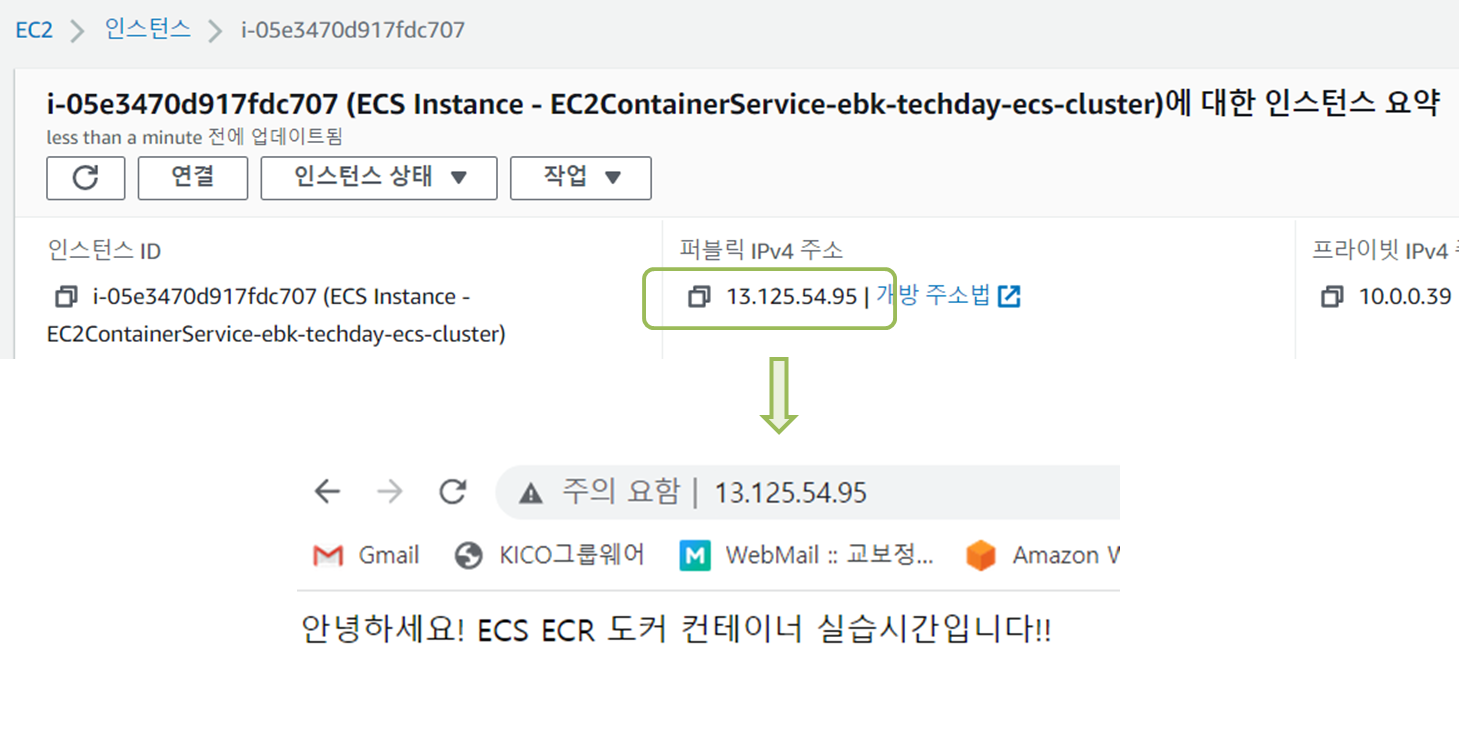 EC2 > 인스턴스 > i-05e3470d917fdc707
i-05e3470d917fdc707 (ECS Instance - EC2ContainerService-ebk-techday-ecs-cluster)에 대한 인스턴스 요약
less than a minute 전에 업데이트됨
연결 인스턴스 상태 ▼ 작업 ▼
인스턴스 ID 퍼블릭 IPv4 주소 프라이빗 IPv4
i-05e3470d917fdc707 (ECS Instance - 13.125.54.95 | 개방 주소법 10.0.0.39
EC2ContainerService-ebk-techday-ecs-cluster)
주의 요함 | 13.125.54.95
Gmail KICO그룹웨어 WebMail :: 교보정... Amazon
안녕하세요! ECS ECR 도커 컨테이너 실습시간입니다!!